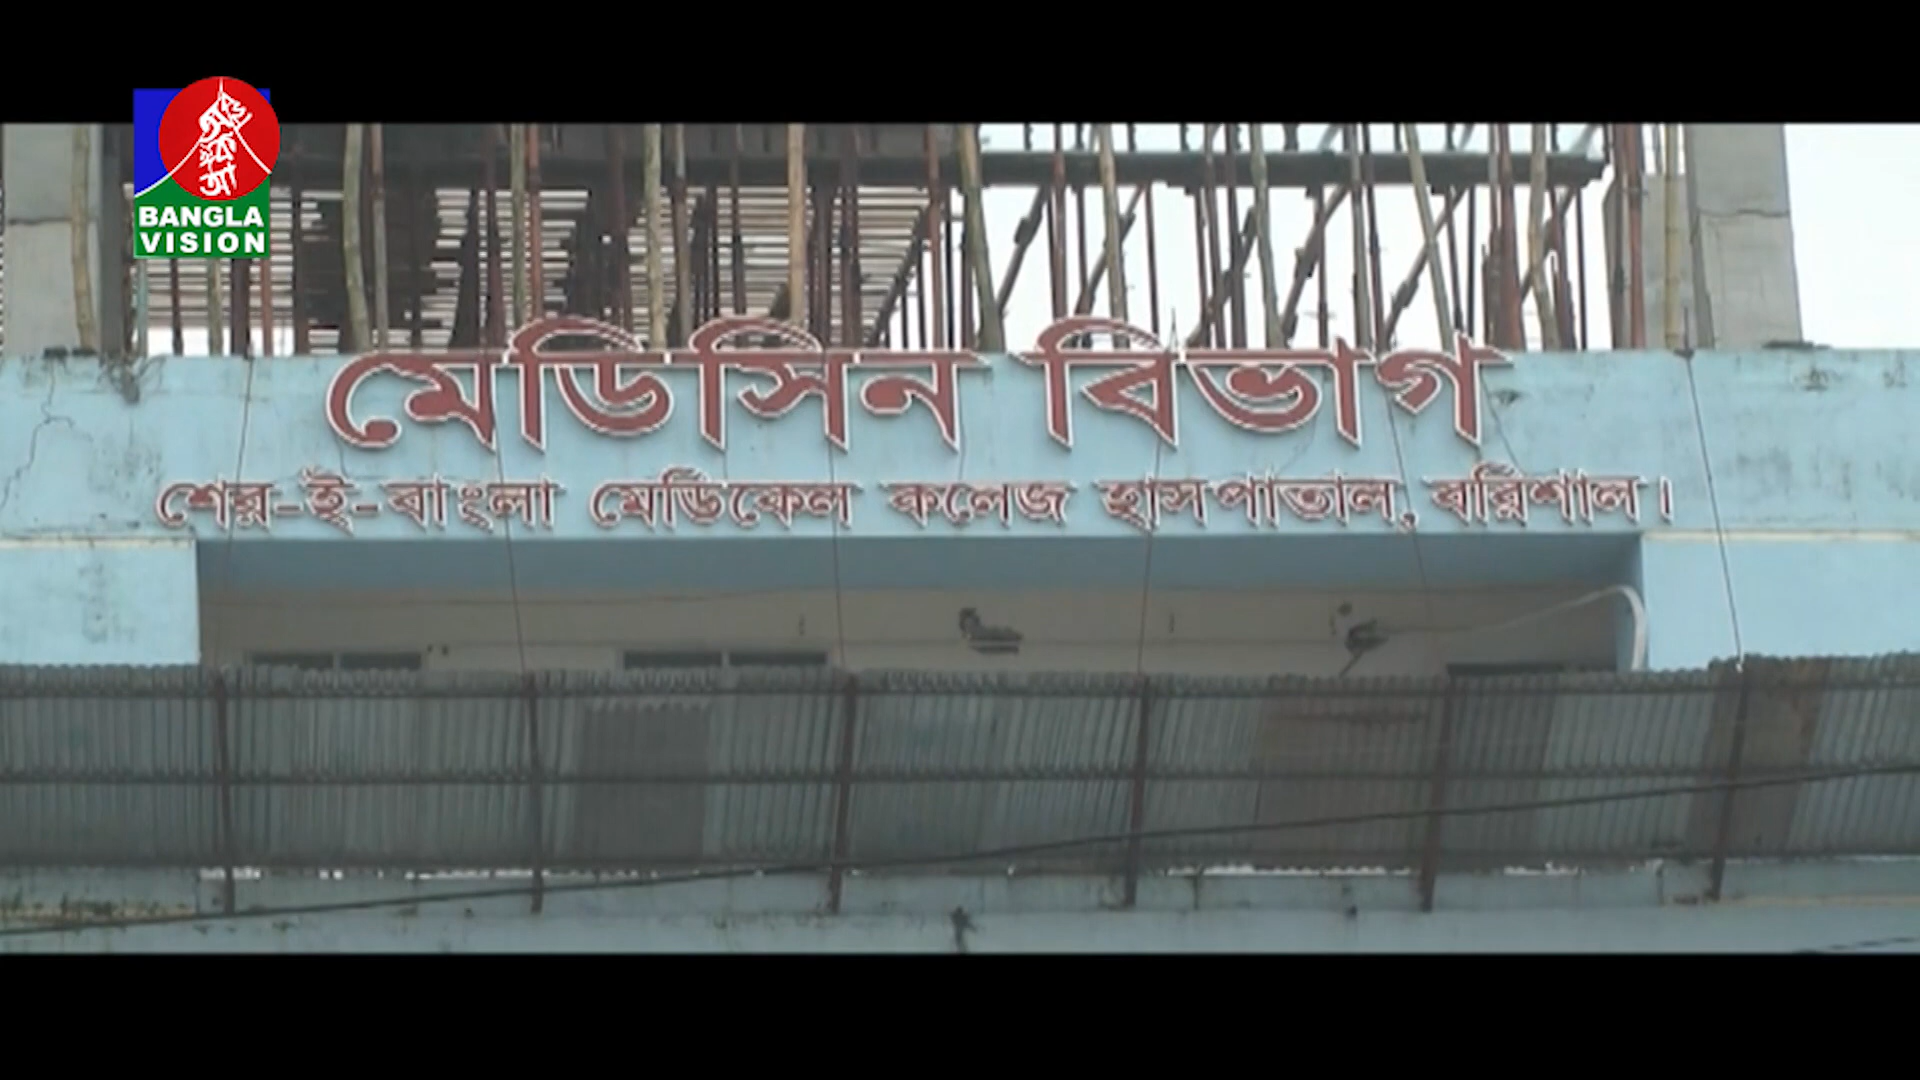 BANGLA
VISION
মেডিসিন বিভাগ
শের-ই-বাংলা মেডিকেল কলেজ হাসপাতাল, বরিশাল।